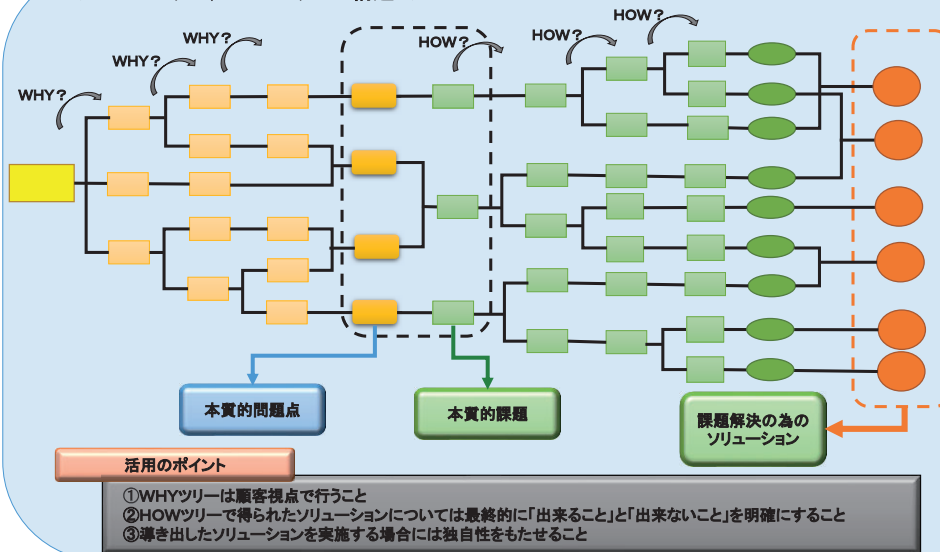 WHY?
WHY?
WHY?
HOW?
HOW?
HOW?
本質的問題点
本質的課題
課題解決の為の
ソリューション
活用のポイント
①WHYツリーは顧客視点で行うこと
②HOWツリーで得られたソリューションについては最終的に「出来ること」と「出来ないこと」を明確にすること
③導き出したソリューションを実施する場合には独自性をもたせること